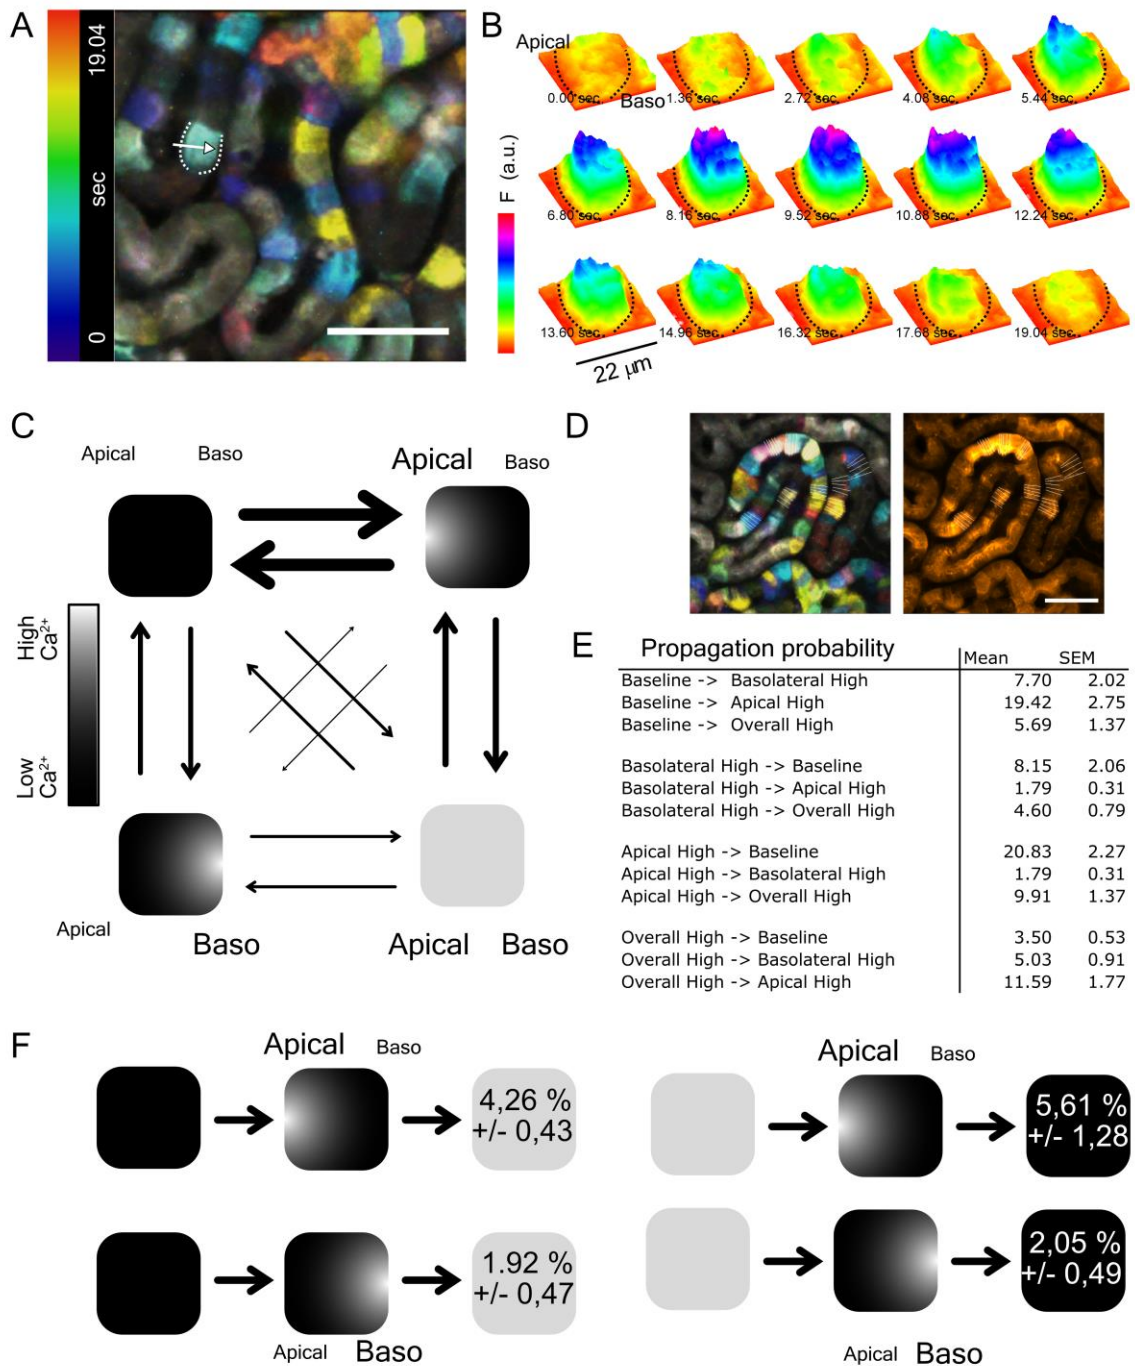 A
19.04
sec
0
B
Apical
Baso
0.00 sec.
1.36 sec.
2.72 sec.
4.08 sec.
5.44 sec.
F (a.u.)
6.80 sec.
8.16 sec.
9.52 sec.
10.88 sec.
12.24 sec.
13.60 sec.
14.96 sec.
16.32 sec.
17.68 sec.
19.04 sec.
22 μm
C
Apical Baso
Apical Baso
High
Ca²⁺
Low
Ca²⁺
Apical
Baso
Apical Baso
D
E
Propagation probability Mean SEM
Baseline -> Basolateral High 7.70 2.02
Baseline -> Apical High 19.42 2.75
Baseline -> Overall High 5.69 1.37
Basolateral High -> Baseline 8.15 2.06
Basolateral High -> Apical High 1.79 0.31
Basolateral High -> Overall High 4.60 0.79
Apical High -> Baseline 20.83 2.27
Apical High -> Basolateral High 1.79 0.31
Apical High -> Overall High 9.91 1.37
Overall High -> Baseline 3.50 0.53
Overall High -> Basolateral High 5.03 0.91
Overall High -> Apical High 11.59 1.77
F
Apical Baso
4,26 %
+/- 0,43
1.92 %
+/- 0,47
Apical Baso
Apical Baso
5,61 %
+/- 1,28
2,05 %
+/- 0,49
Apical Baso